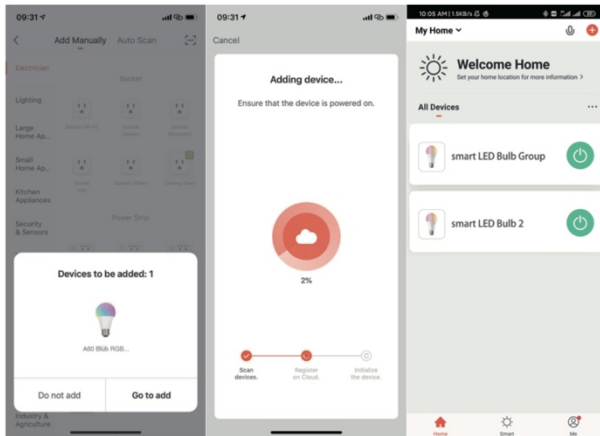 09:31
Add Manually Auto Scan
Electrician
Socket
Lighting
Large
Home Ap...
Small
Home Ap...
Kitchen
Appliances
Security
& Sensors
Power Strip
Devices to be added: 1
A60 Blub RGB...
Do not add Go to add
Industry &
Agriculture
09:31
Cancel
Adding device...
Ensure that the device is powered on.
2%
Scan
devices.
Register
on Cloud.
Initialize
the device.
10:05 AM | 1.5KB/s
My Home
Welcome Home
Set your home location for more information >
All Devices
smart LED Bulb Group
smart LED Bulb 2
Home Smart Me